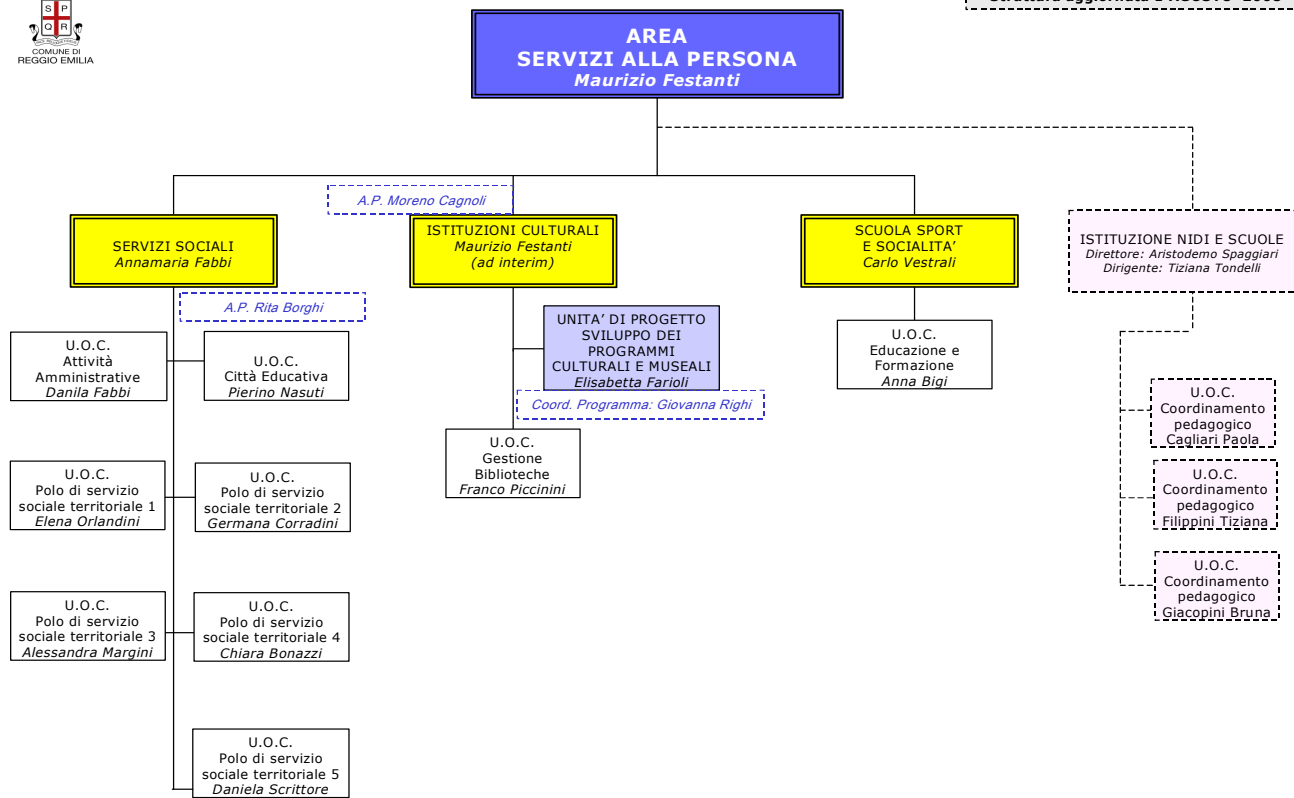 S P
Q R
COMUNE DI
REGGIO EMILIA
AREA
SERVIZI ALLA PERSONA
Maurizio Festanti
A.P. Moreno Cagnoli
SERVIZI SOCIALI
Annamaria Fabbi
ISTITUZIONI CULTURALI
Maurizio Festanti
(ad interim)
SCUOLA SPORT
E SOCIALITA’
Carlo Vestrali
ISTITUZIONE NIDI E SCUOLE
Direttore: Aristodemo Spaggiari
Dirigente: Tiziana Tondelli
A.P. Rita Borghi
U.O.C.
Attività
Amministrative
Danila Fabbi
U.O.C.
Città Educativa
Pierino Nasuti
UNITA’ DI PROGETTO
SVILUPPO DEI
PROGRAMMI
CULTURALI E MUSEALI
Elisabetta Farioli
Coord. Programma: Giovanna Righi
U.O.C.
Educazione e
Formazione
Anna Bigi
U.O.C.
Gestione
Biblioteche
Franco Piccinini
U.O.C.
Coordinamento
pedagogico
Cagliari Paola
U.O.C.
Polo di servizio
sociale territoriale 1
Elena Orlandini
U.O.C.
Polo di servizio
sociale territoriale 2
Germana Corradini
U.O.C.
Coordinamento
pedagogico
Filippini Tiziana
U.O.C.
Polo di servizio
sociale territoriale 3
Alessandra Margini
U.O.C.
Polo di servizio
sociale territoriale 4
Chiara Bonazzi
U.O.C.
Coordinamento
pedagogico
Giacopini Bruna
U.O.C.
Polo di servizio
sociale territoriale 5
Daniela Scrittore